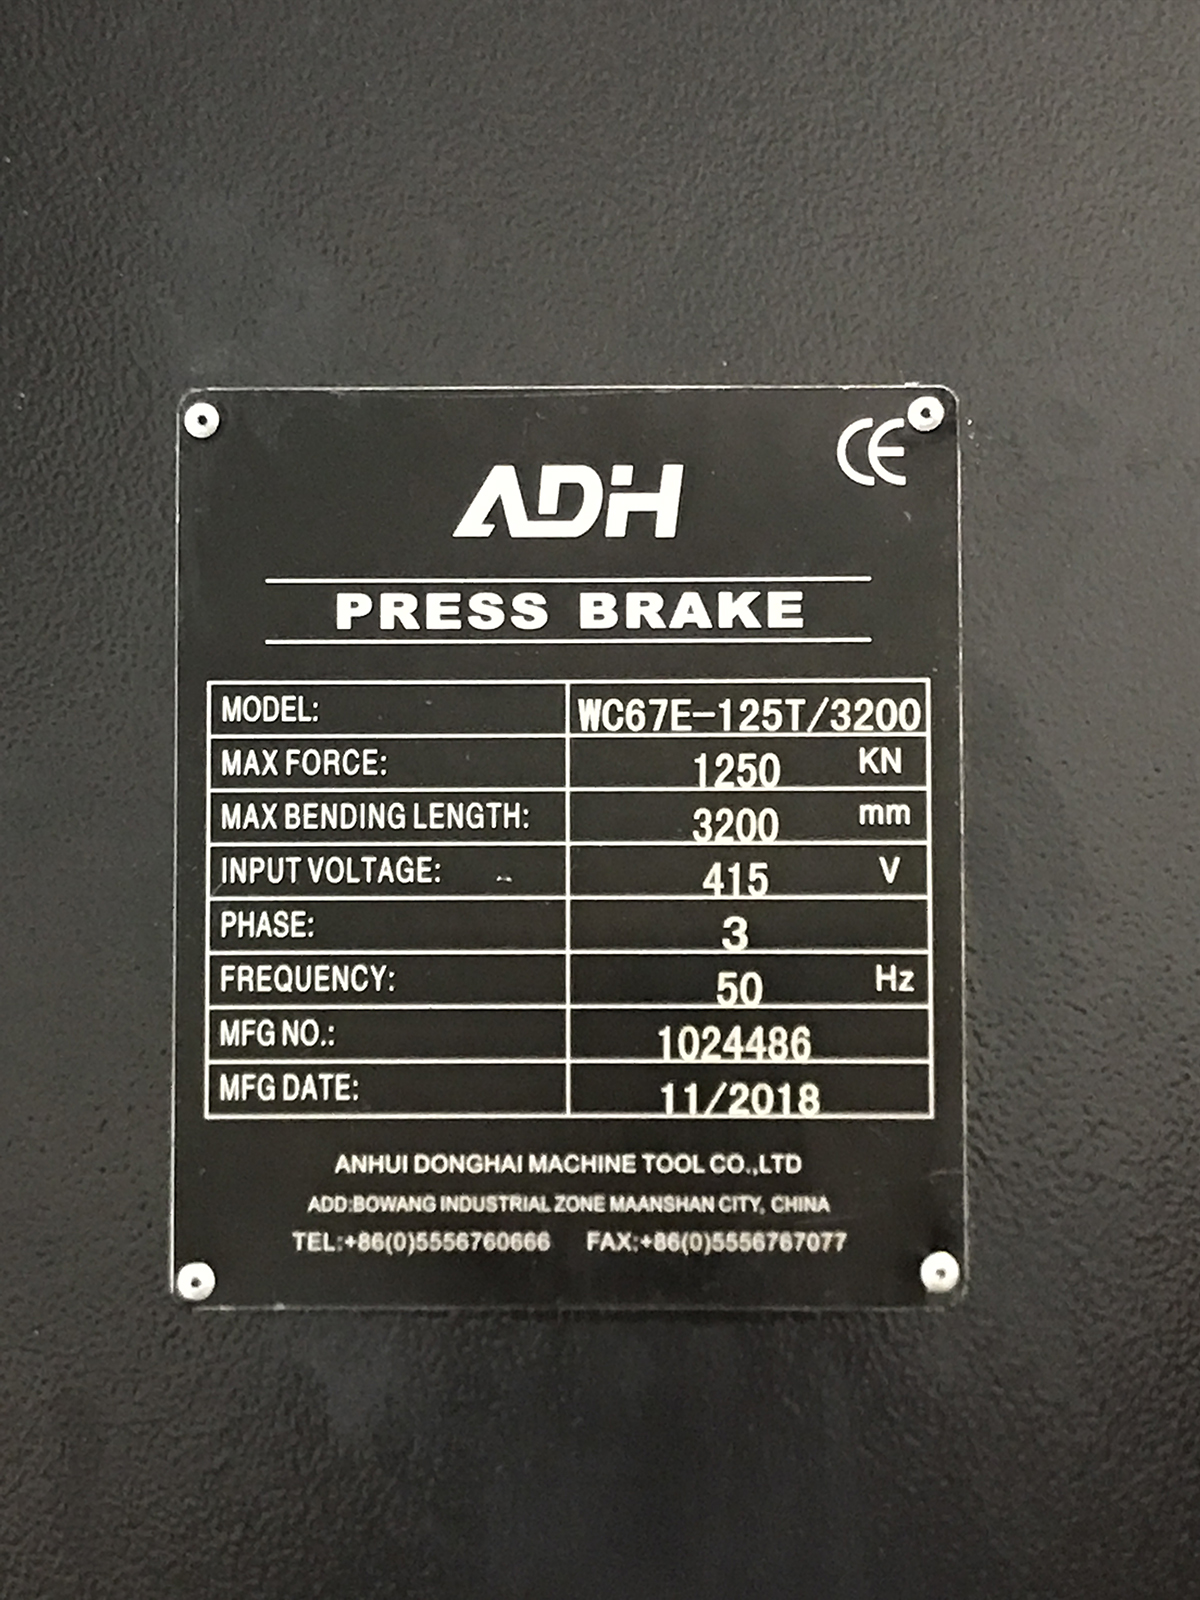 CE
ADH
PRESS BRAKE
MODEL: WC67E-125T/3200
MAX FORCE: 1250 KN
MAX BENDING LENGTH: 3200 mm
INPUT VOLTAGE: 415 V
PHASE: 3
FREQUENCY: 50 Hz
MFG NO.: 1024486
MFG DATE: 11/2018
ANHUI DONGHAI MACHINE TOOL CO.,LTD
ADD:BOWANG INDUSTRIAL ZONE MAANSHAN CITY, CHINA
TEL:+86(0)5556760666 FAX:+86(0)5556767077